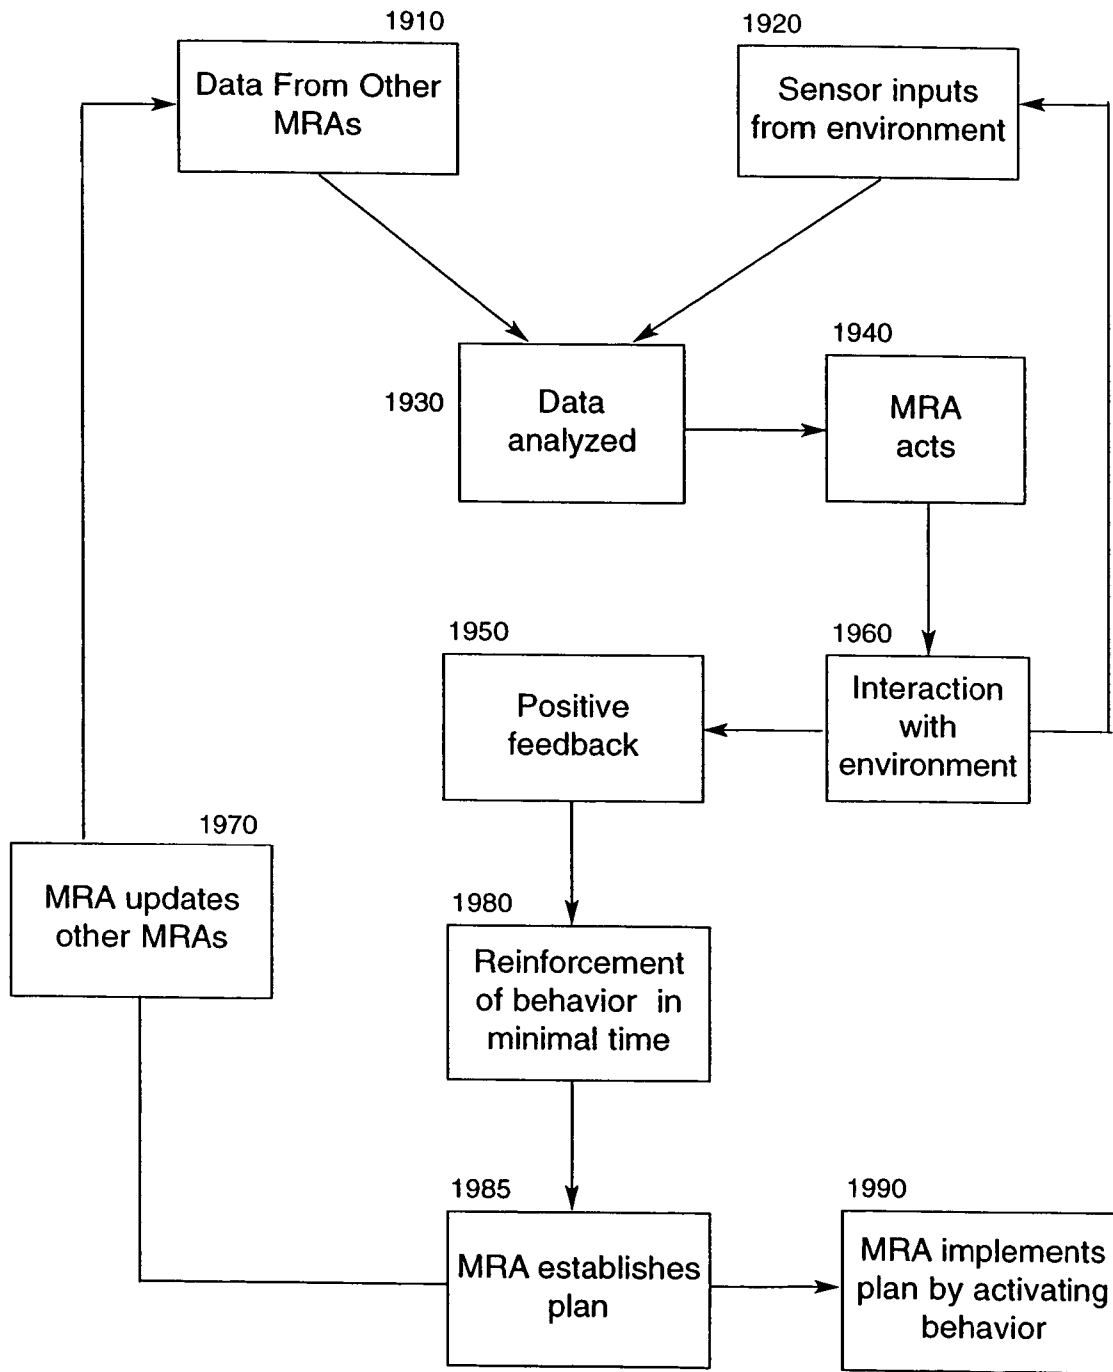 1910
Data From Other
MRAs
1920
Sensor inputs
from environment
1930
Data
analyzed
1940
MRA
acts
1950
Positive
feedback
1960
Interaction
with
environment
1970
MRA updates
other MRAs
1980
Reinforcement
of behavior in
minimal time
1985
MRA establishes
plan
1990
MRA implements
plan by activating
behavior